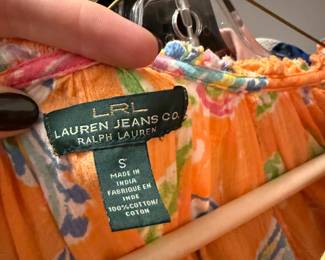 LRL
LAUREN JEANS CO.
RALPH LAUREN
S
MADE IN
INDIA
FABRIQUE EN
INDE
100%COTTON/
COTON